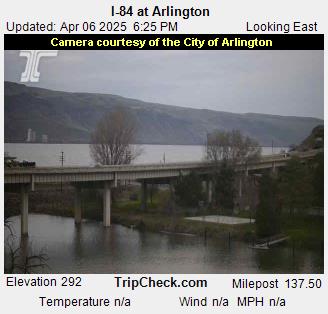 I-84 at Arlington
Updated: Apr 06 2025 6:25 PM Looking East
Camera courtesy of the City of Arlington
Elevation 292 TripCheck.com Milepost 137.50
Temperature n/a Wind n/a MPH n/a